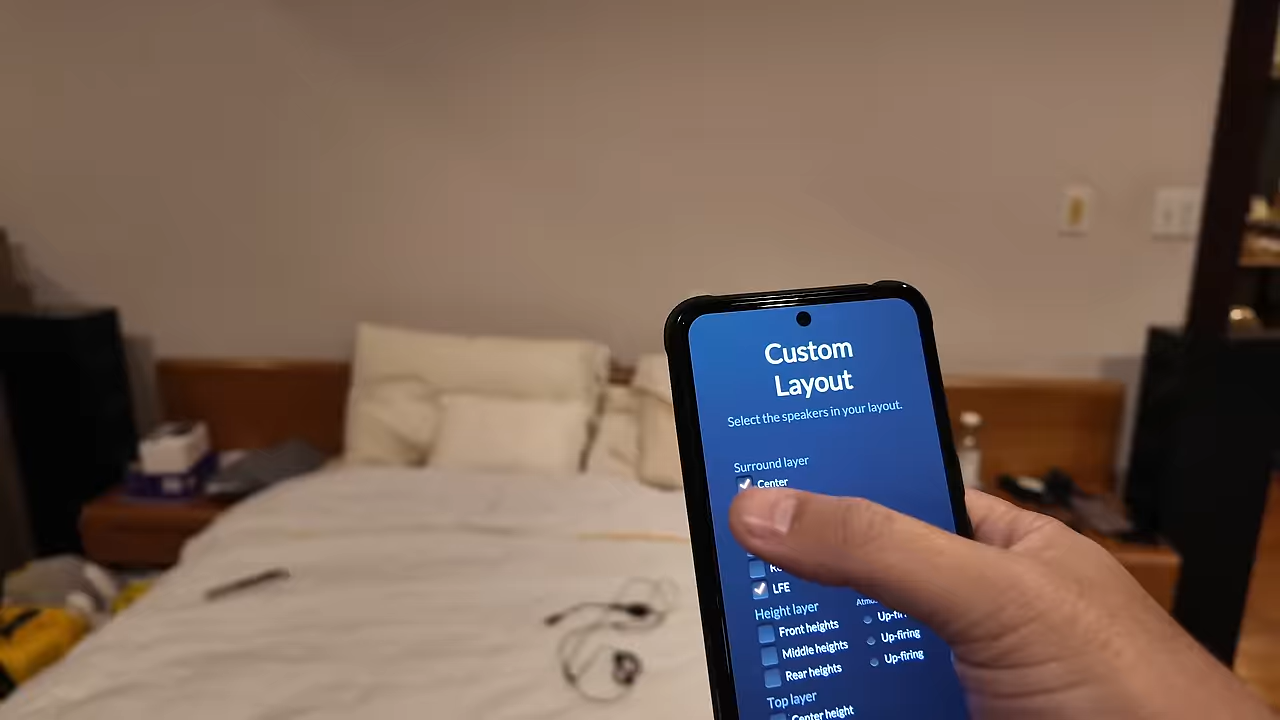 Custom
Layout
Select the speakers in your layout.
Surround layer
Center
LFE
Height layer
Front heights
Up-firing
Middle heights
Up-firing
Rear heights
Up-firing
Top layer
Center height